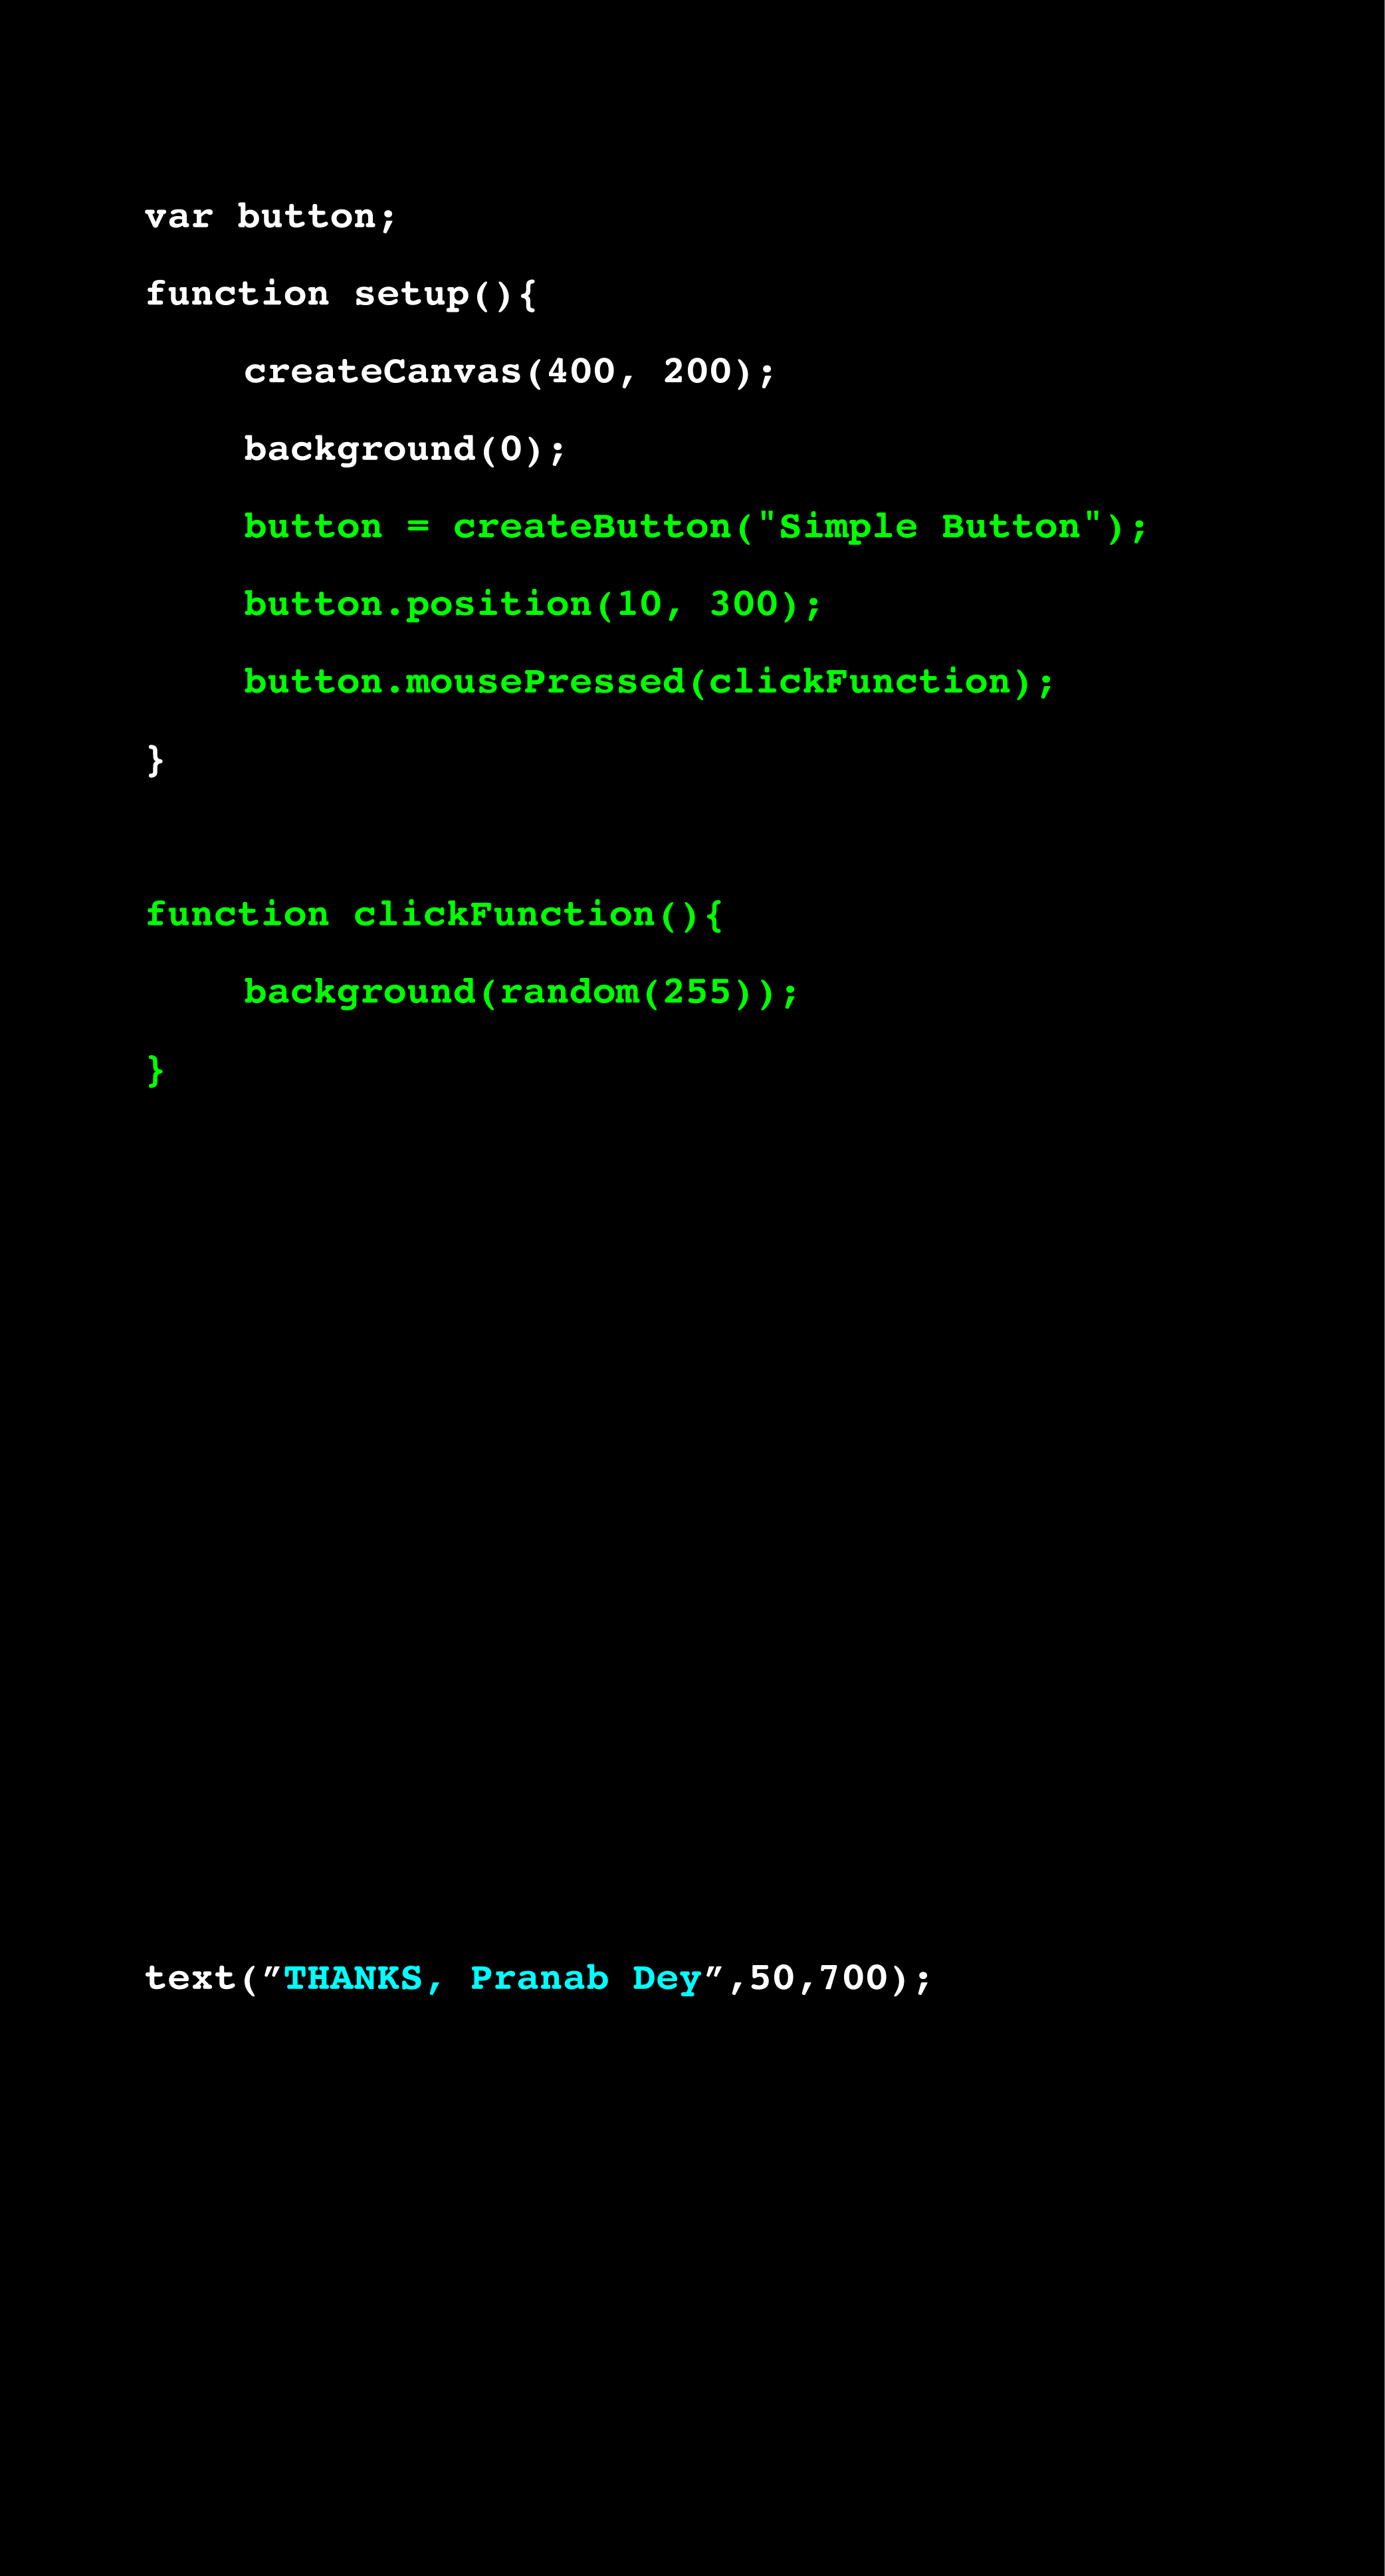 var button;
function setup(){
createCanvas(400, 200);
background(0);
button = createButton("Simple Button");
button.position(10, 300);
button.mousePressed(clickFunction);
}
function clickFunction(){
background(random(255));
}
text(”THANKS, Pranab Dey”,50,700);